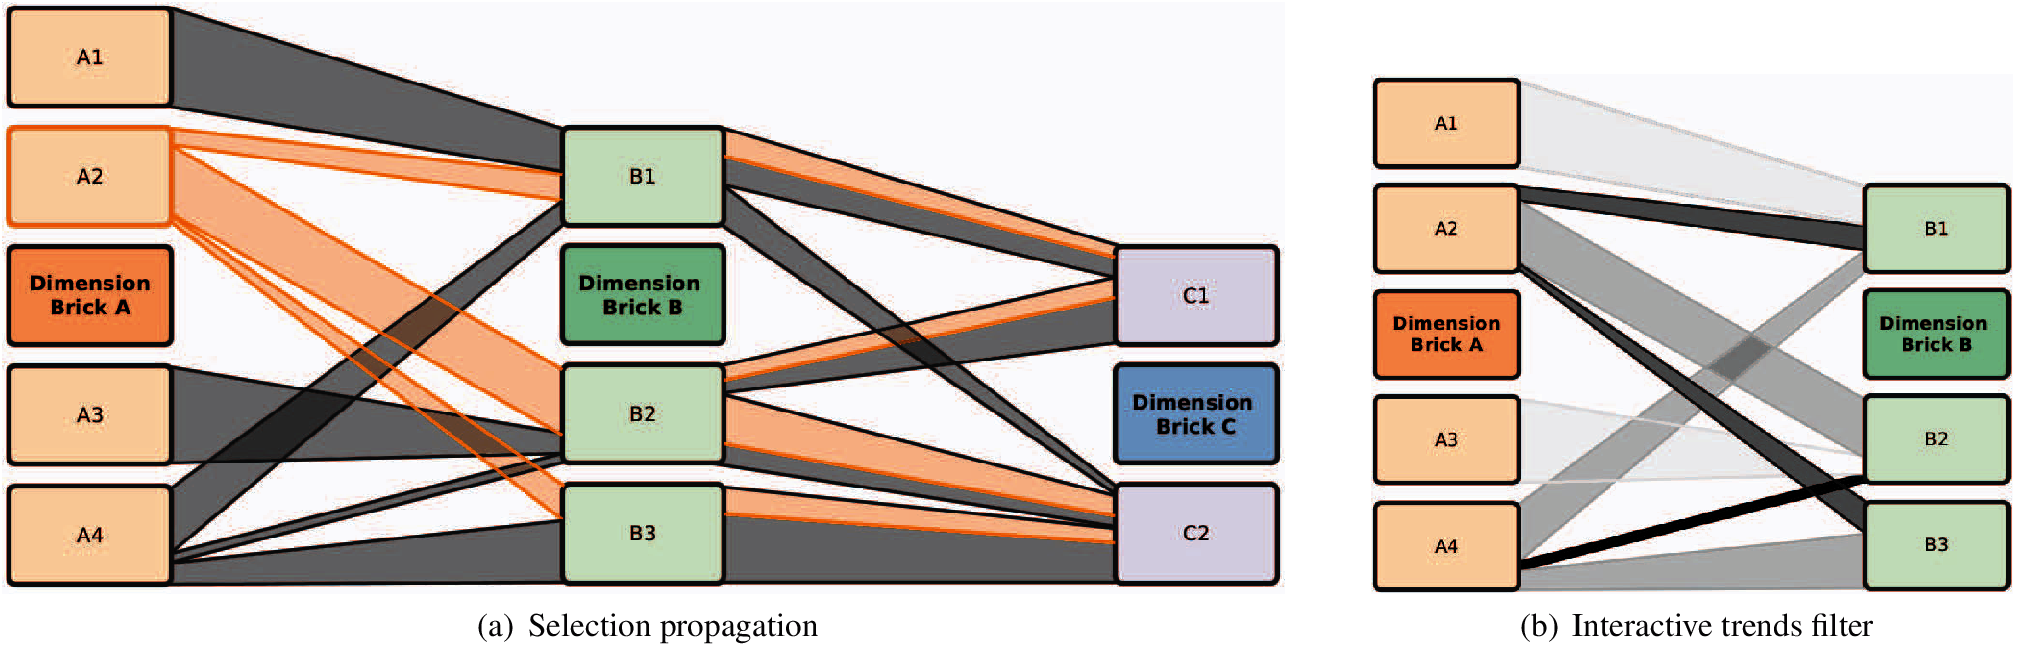 A1
A2
Dimension
Brick A
A3
A4
B1
Dimension
Brick B
B2
B3
C1
Dimension
Brick C
C2
(a) Selection propagation
A1
A2
Dimension
Brick A
A3
A4
B1
Dimension
Brick B
B2
B3
(b) Interactive trends filter